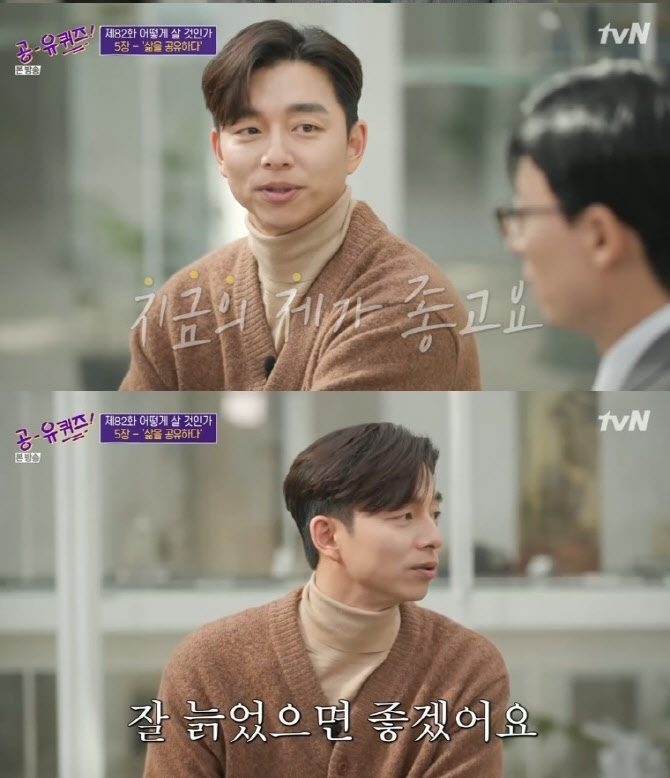 공-유퀴즈!
본 방송
제82화 어떻게 살 것인가
5장 - '삶을 공유하다'
tvN
지금의 제가 좋고요
공-유퀴즈!
본 방송
제82화 어떻게 살 것인가
5장 - '삶을 공유하다'
tvN
잘 늙었으면 좋겠어요